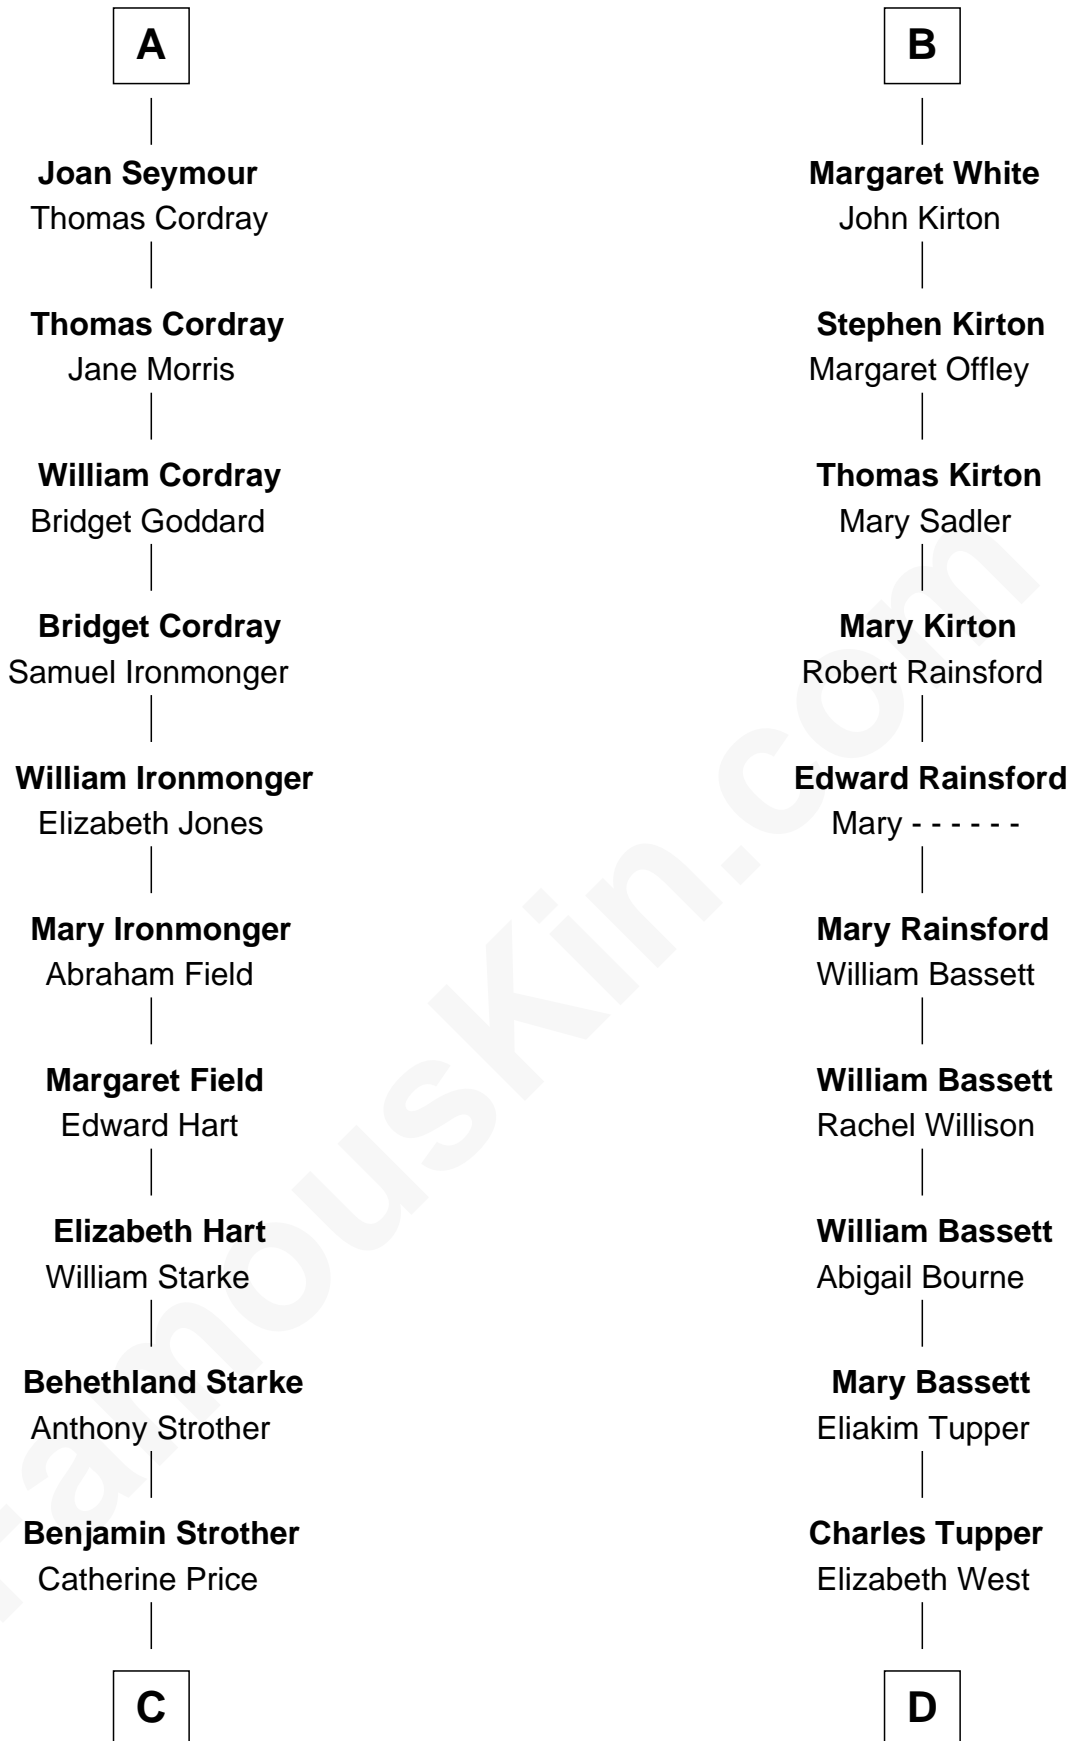 A
Joan Seymour
Thomas Cordray
Thomas Cordray
Jane Morris
William Cordray
Bridget Goddard
Bridget Cordray
Samuel Ironmonger
William Ironmonger
Elizabeth Jones
Mary Ironmonger
Abraham Field
Margaret Field
Edward Hart
Elizabeth Hart
William Starke
Behethland Starke
Anthony Strother
Benjamin Strother
Catherine Price
C
B
Margaret White
John Kirton
Stephen Kirton
Margaret Offley
Thomas Kirton
Mary Sadler
Mary Kirton
Robert Rainsford
Edward Rainsford
Mary - - - - - -
Mary Rainsford
William Bassett
William Bassett
Rachel Willison
William Bassett
Abigail Bourne
Mary Bassett
Eliakim Tupper
Charles Tupper
Elizabeth West
D
FamousKin.com